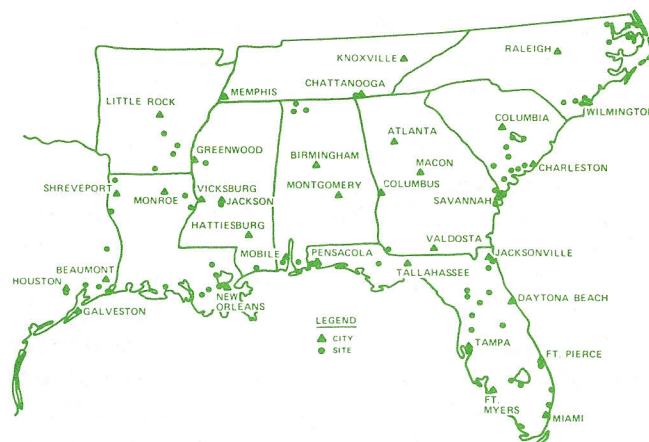 RALEIGH
KNOXVILLE
CHATTANOOGA
MEMPHIS
LITTLE ROCK
WILMINGTON
COLUMBIA
ATLANTA
GREENWOOD
BIRMINGHAM
CHARLESTON
MACON
SHREVEPORT
MONROE
VICKSBURG
JACKSON
MONTGOMERY
COLUMBUS
SAVANNAH
HATTIESBURG
VALDOSTA
MOBILE
PENSACOLA
JACKSONVILLE
TALLAHASSEE
BEAUMONT
HOUSTON
NEW
ORLEANS
DAYTONA BEACH
GALVESTON
LEGEND
CITY
SITE
TAMPA
FT. PIERCE
FT.
MYERS
MIAMI